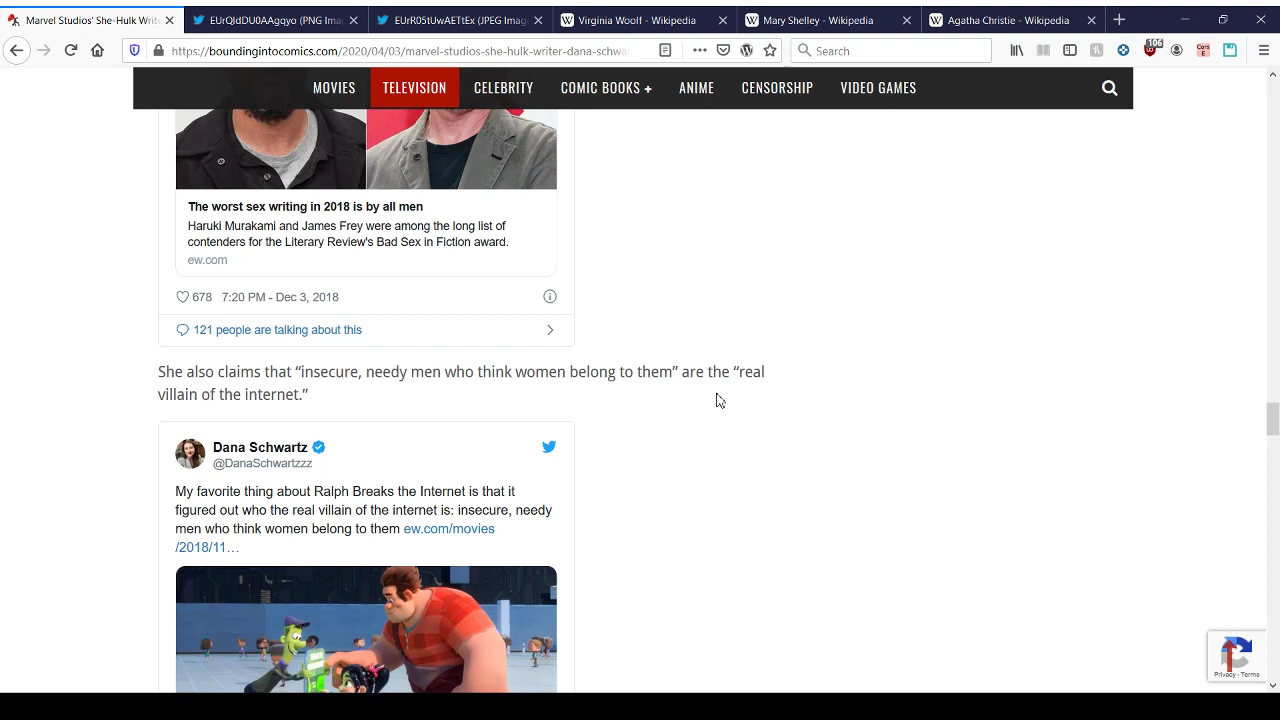 Marvel Studios' She-Hulk Write
EUrQIdDU0AAgqyo (PNG Ima
EUrR05tUwAETtEx (JPEG Imag
Virginia Woolf - Wikipedia
Mary Shelley - Wikipedia
Agatha Christie - Wikipedia
https://boundingintocomics.com/2020/04/03/marvel-studios-she-hulk-writer-dana-schwa
Search
106
MOVIES
TELEVISION
CELEBRITY
COMIC BOOKS +
ANIME
CENSORSHIP
VIDEO GAMES
The worst sex writing in 2018 is by all men
Haruki Murakami and James Frey were among the long list of
contenders for the Literary Review's Bad Sex in Fiction award.
ew.com
678 7:20 PM - Dec 3, 2018
121 people are talking about this
She also claims that “insecure, needy men who think women belong to them” are the “real
villain of the internet.”
Dana Schwartz
@DanaSchwartzzz
My favorite thing about Ralph Breaks the Internet is that it
figured out who the real villain of the internet is: insecure, needy
men who think women belong to them ew.com/movies
/2018/11…
Privacy - Terms